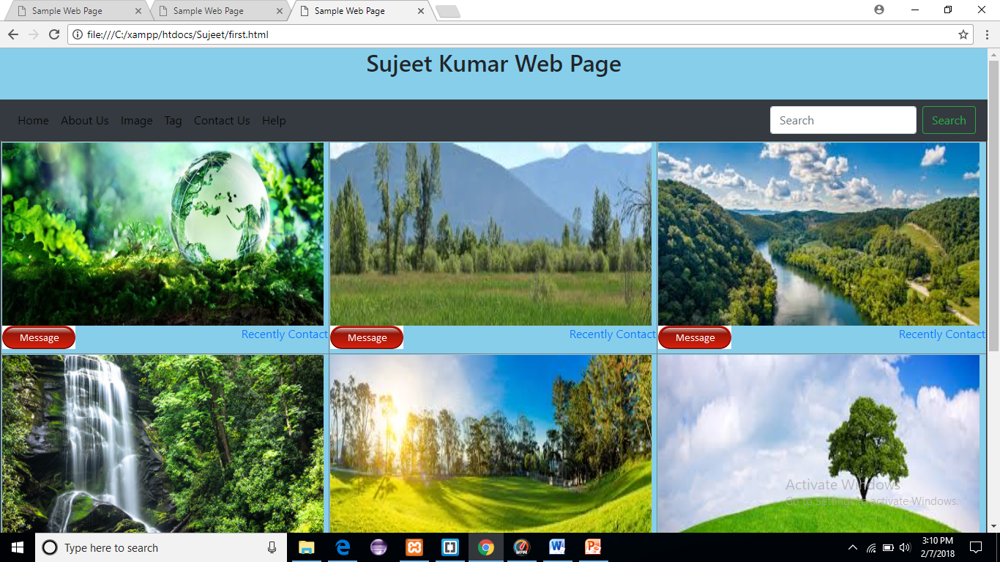 Sample Web Page Sample Web Page Sample Web Page
file:///C:/xampp/htdocs/Sujeet/first.html
Sujeet Kumar Web Page
Home About Us Image Tag Contact Us Help Search Search
Message Recently Contact Message Recently Contact Message Recently Contact
Activate Windows
Go to Settings to activate Windows.
Type here to search
WPM
3:10 PM
2/7/2018